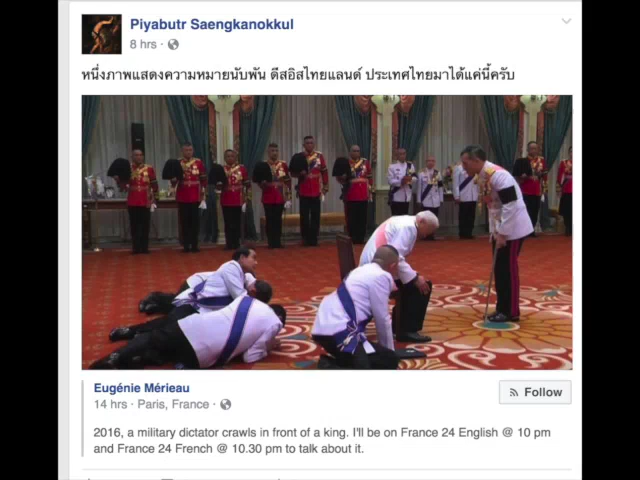 Piyabutr Saengkanokkul
8 hrs ·
หนึ่งภาพแสดงความหมายนับพัน ดีสอิสไทยแลนด์ ประเทศไทยมาได้แค่นี้ครับ
Eugénie Mérieau
Follow
14 hrs · Paris, France ·
2016, a military dictator crawls in front of a king. I'll be on France 24 English @ 10 pm
and France 24 French @ 10.30 pm to talk about it.